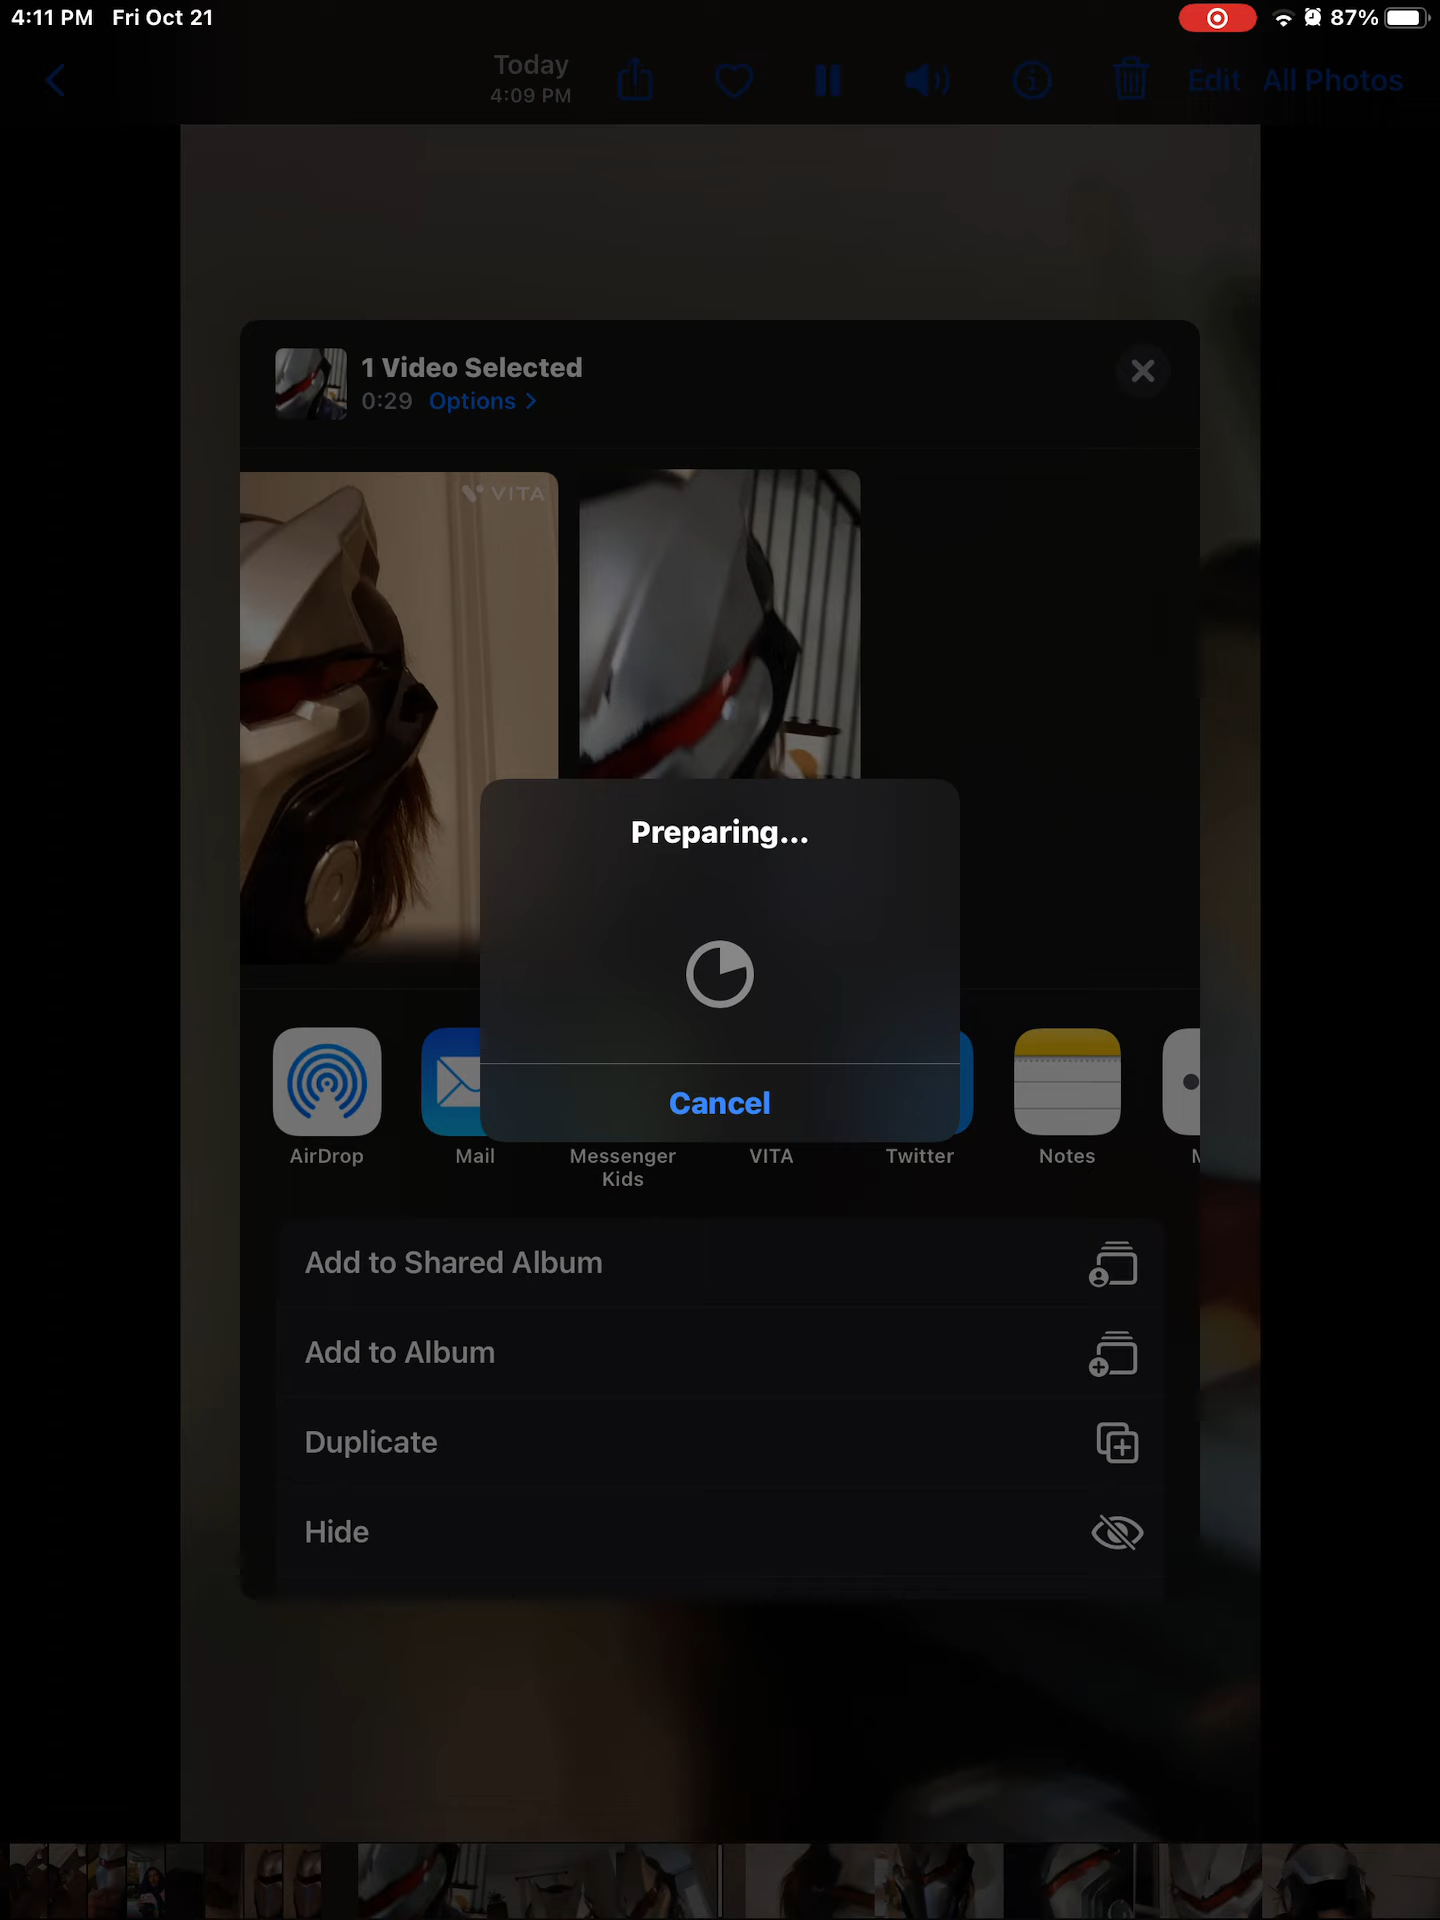 4:11 PM Fri Oct 21
87%
Today
4:09 PM
Edit All Photos
1 Video Selected
0:29 Options >
VITA
Preparing...
Cancel
AirDrop
Mail
Messenger
Kids
VITA
Twitter
Notes
Add to Shared Album
Add to Album
Duplicate
Hide